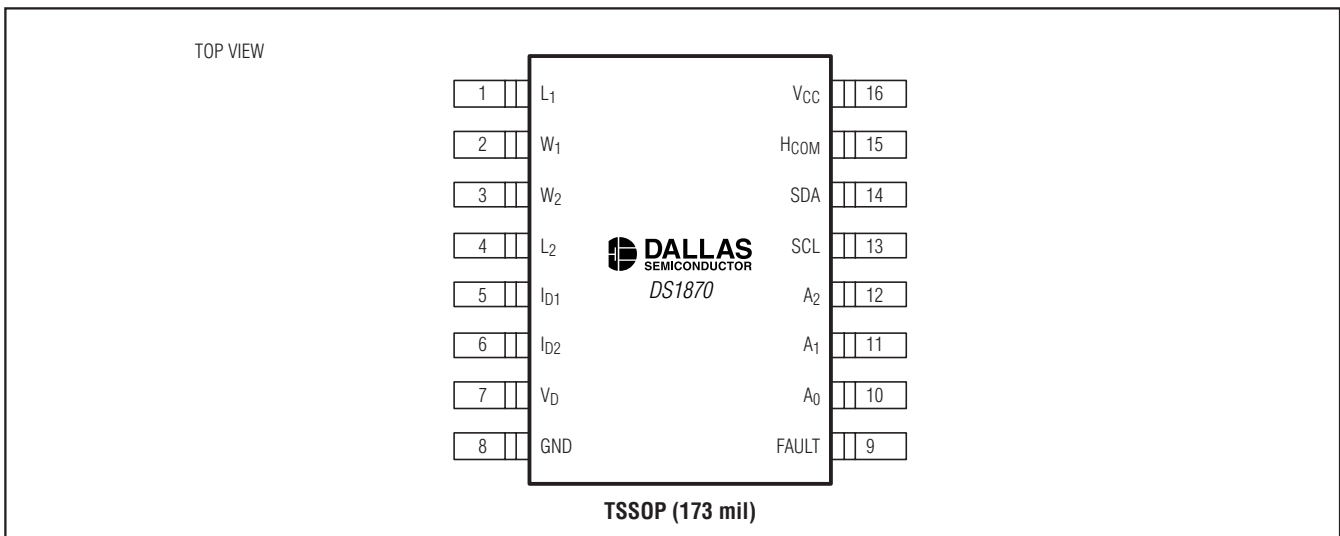 TOP VIEW
1 L₁ V_CC 16
2 W₁ H_COM 15
3 W₂ SDA 14
4 L₂ SCL 13
DALLAS
SEMICONDUCTOR
DS1870
5 I_D1 A₂ 12
6 I_D2 A₁ 11
7 V_D A₀ 10
8 GND FAULT 9
TSSOP (173 mil)